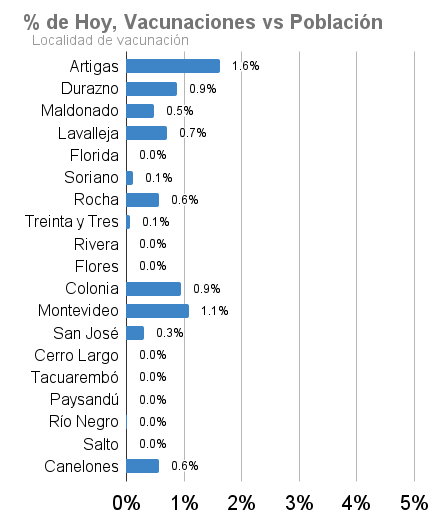 % de Hoy, Vacunaciones vs Población
Localidad de vacunación
Artigas 1.6%
Durazno 0.9%
Maldonado 0.5%
Lavalleja 0.7%
Florida 0.0%
Soriano 0.1%
Rocha 0.6%
Treinta y Tres 0.1%
Rivera 0.0%
Flores 0.0%
Colonia 0.9%
Montevideo 1.1%
San José 0.3%
Cerro Largo 0.0%
Tacuarembó 0.0%
Paysandú 0.0%
Río Negro 0.0%
Salto 0.0%
Canelones 0.6%
0% 1% 2% 3% 4% 5%